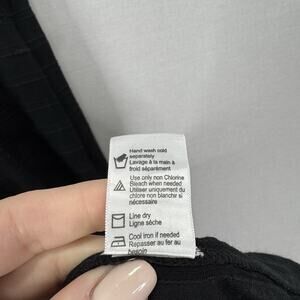 Hand wash cold
separately
Lavage à la main à
froid séparément
Use only non Chlorine
Bleach when needed
Utiliser uniquement du
chlore non blanchir si
nécessaire
Line dry
Ligne sèche
Cool iron if needed
Repasser au fer au
besoin